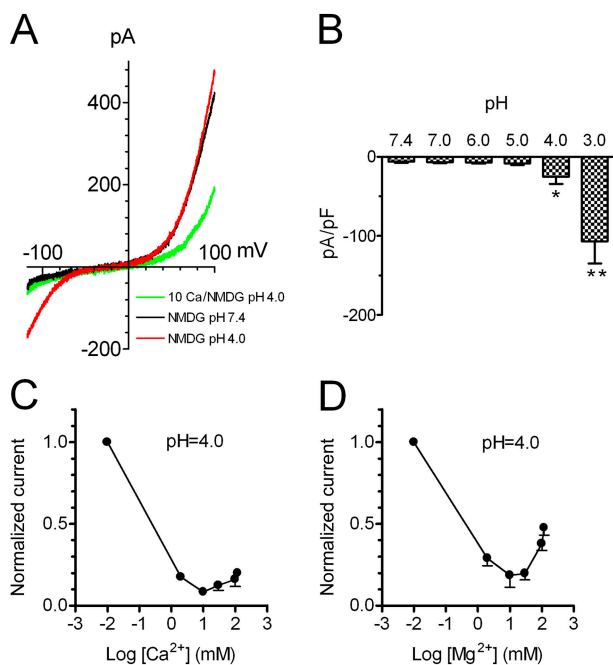 A
pA
400
200
-100
100 mV
-200
10 Ca/NMDG pH 4.0
NMDG pH 7.4
NMDG pH 4.0
B
pH
7.4 7.0 6.0 5.0 4.0 3.0
0
-100
-200
pA/pF
*
**
C
pH=4.0
Normalized current
1.0
0.5
0.0
-3 -2 -1 0 1 2 3
Log [Ca²⁺] (mM)
D
pH=4.0
Normalized current
1.0
0.5
0.0
-3 -2 -1 0 1 2 3
Log [Mg²⁺] (mM)